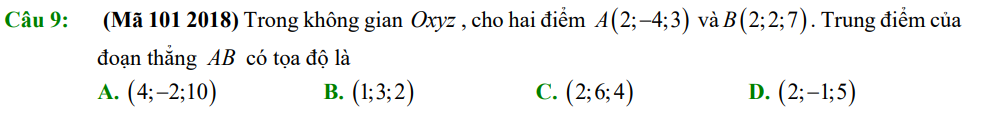 Câu 9: (Mã 101 2018) Trong không gian Oxyz , cho hai điểm A(2;−4;3) và B(2;2;7). Trung điểm của
đoạn thẳng AB có tọa độ là
A. (4;−2;10) B. (1;3;2) C. (2;6;4) D. (2;−1;5)